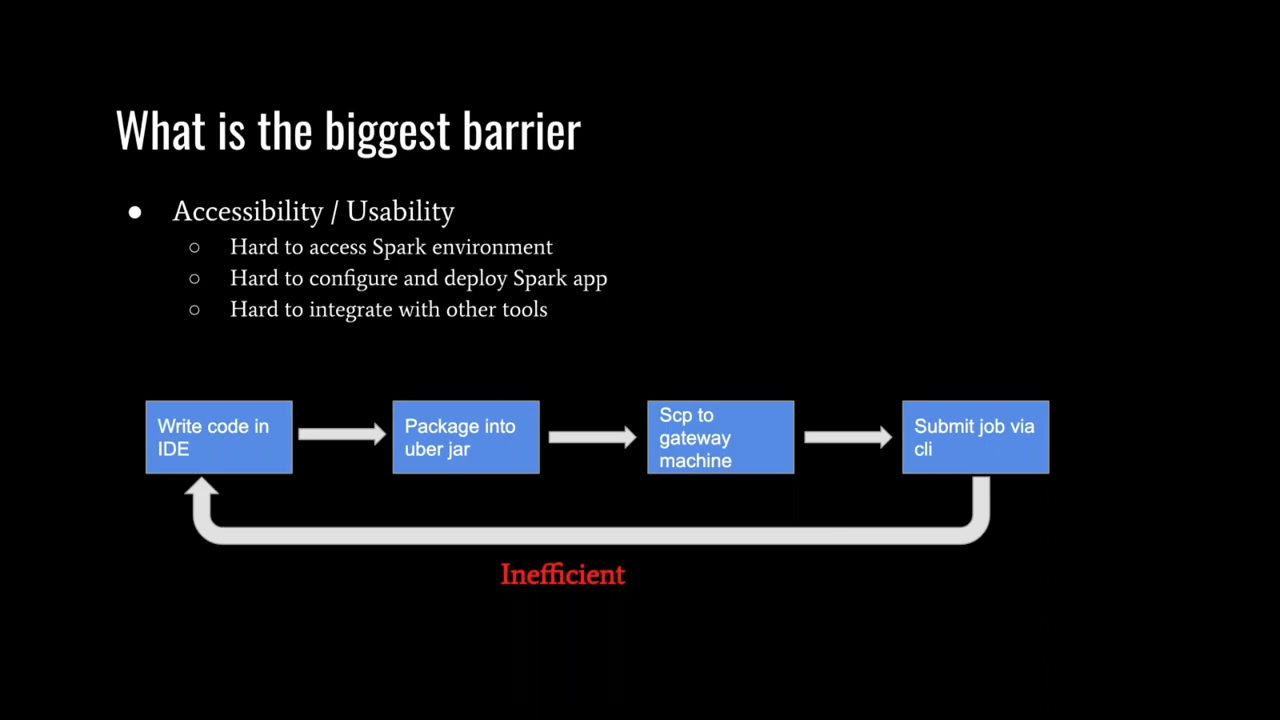 What is the biggest barrier
● Accessibility / Usability
○ Hard to access Spark environment
○ Hard to configure and deploy Spark app
○ Hard to integrate with other tools
Write code in
IDE
Package into
uber jar
Scp to
gateway
machine
Submit job via
cli
Inefficient